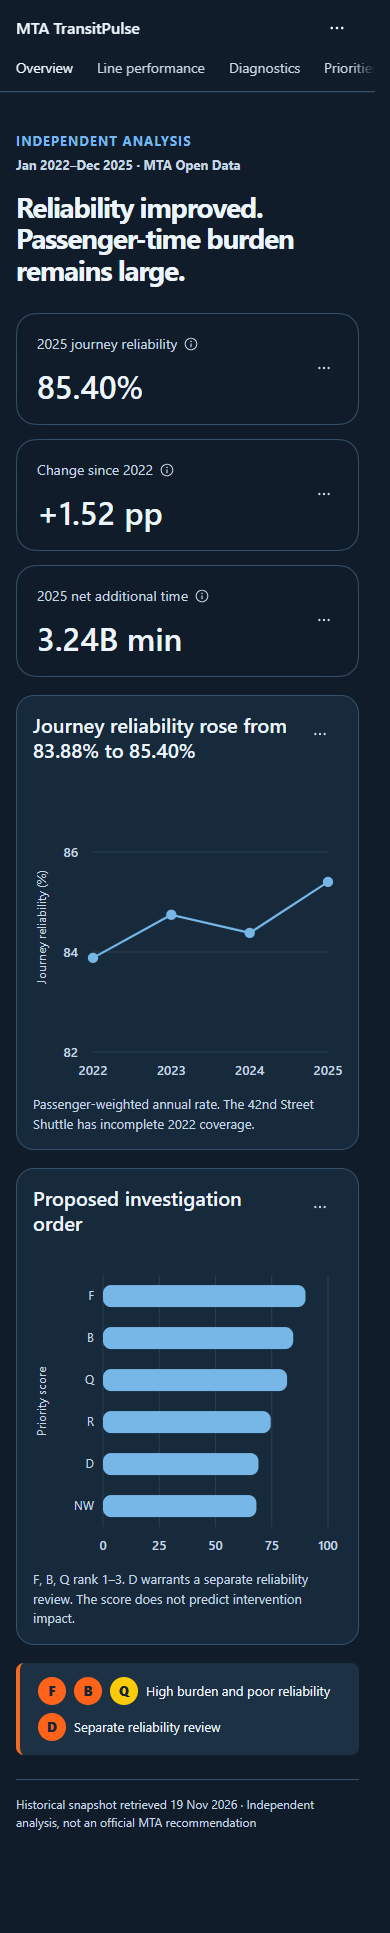 MTA TransitPulse
...
Overview Line performance Diagnostics Prioritie
INDEPENDENT ANALYSIS
Jan 2022–Dec 2025 · MTA Open Data
Reliability improved.
Passenger-time burden
remains large.
2025 journey reliability
...
85.40%
Change since 2022
...
+1.52 pp
2025 net additional time
...
3.24B min
Journey reliability rose from
83.88% to 85.40%
...
86
Journey reliability (%)
84
82
2022 2023 2024 2025
Passenger-weighted annual rate. The 42nd Street
Shuttle has incomplete 2022 coverage.
Proposed investigation
order
...
F
B
Q
Priority score
R
D
NW
0 25 50 75 100
F, B, Q rank 1–3. D warrants a separate reliability
review. The score does not predict intervention
impact.
F B Q High burden and poor reliability
D Separate reliability review
Historical snapshot retrieved 19 Nov 2026 · Independent
analysis, not an official MTA recommendation